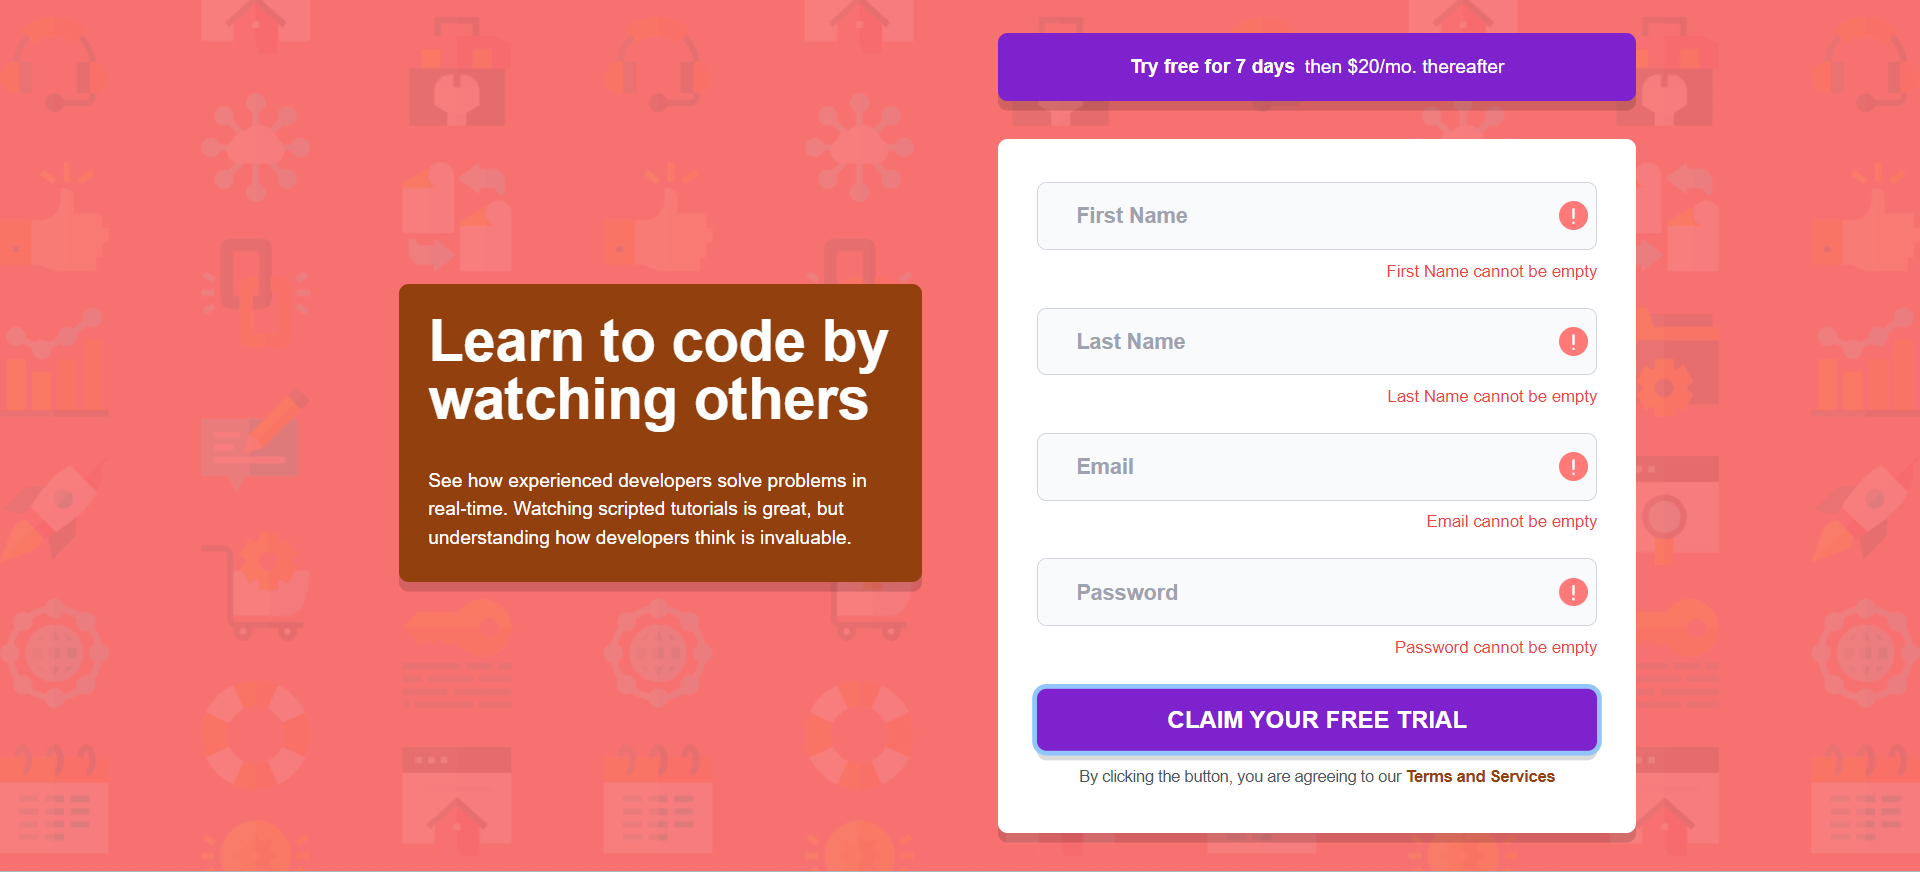 Try free for 7 days then $20/mo. thereafter
Learn to code by
watching others
See how experienced developers solve problems in
real-time. Watching scripted tutorials is great, but
understanding how developers think is invaluable.
First Name
First Name cannot be empty
Last Name
Last Name cannot be empty
Email
Email cannot be empty
Password
Password cannot be empty
CLAIM YOUR FREE TRIAL
By clicking the button, you are agreeing to our Terms and Services